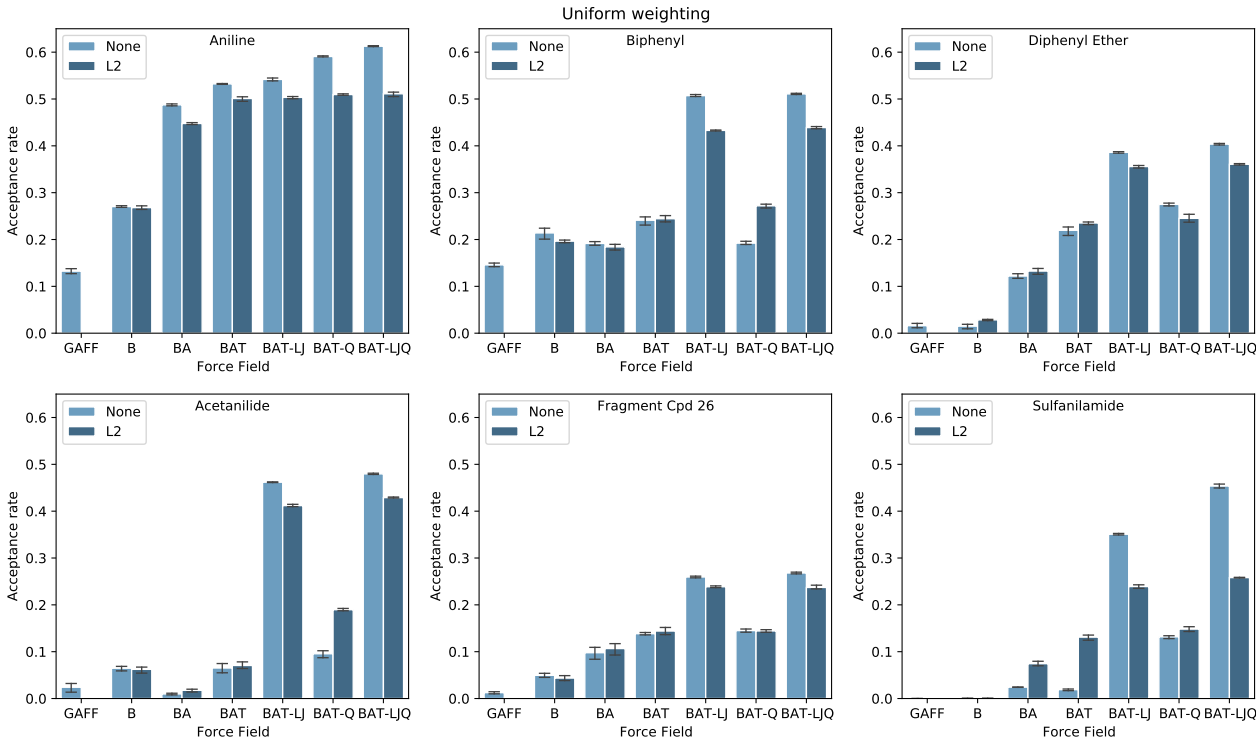 Uniform weighting
Aniline
None
L2
Acceptance rate
0.6
0.5
0.4
0.3
0.2
0.1
0.0
GAFF B BA BAT BAT-LJ BAT-Q BAT-LJQ
Force Field
Biphenyl
None
L2
Acceptance rate
0.6
0.5
0.4
0.3
0.2
0.1
0.0
GAFF B BA BAT BAT-LJ BAT-Q BAT-LJQ
Force Field
Diphenyl Ether
None
L2
Acceptance rate
0.6
0.5
0.4
0.3
0.2
0.1
0.0
GAFF B BA BAT BAT-LJ BAT-Q BAT-LJQ
Force Field
Acetanilide
None
L2
Acceptance rate
0.6
0.5
0.4
0.3
0.2
0.1
0.0
GAFF B BA BAT BAT-LJ BAT-Q BAT-LJQ
Force Field
Fragment Cpd 26
None
L2
Acceptance rate
0.6
0.5
0.4
0.3
0.2
0.1
0.0
GAFF B BA BAT BAT-LJ BAT-Q BAT-LJQ
Force Field
Sulfanilamide
None
L2
Acceptance rate
0.6
0.5
0.4
0.3
0.2
0.1
0.0
GAFF B BA BAT BAT-LJ BAT-Q BAT-LJQ
Force Field